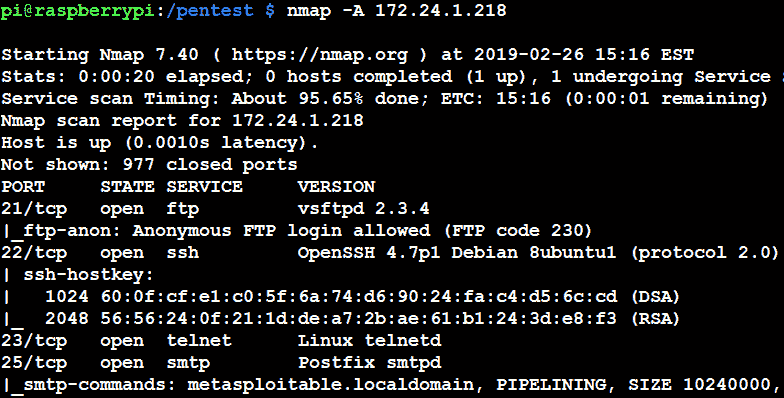 pi@raspberrypi:/pentest $ nmap -A 172.24.1.218
Starting Nmap 7.40 ( https://nmap.org ) at 2019-02-26 15:16 EST
Stats: 0:00:20 elapsed; 0 hosts completed (1 up), 1 undergoing Service
Service scan Timing: About 95.65% done; ETC: 15:16 (0:00:01 remaining)
Nmap scan report for 172.24.1.218
Host is up (0.0010s latency).
Not shown: 977 closed ports
PORT     STATE SERVICE     VERSION
21/tcp   open  ftp         vsftpd 2.3.4
|_ftp-anon: Anonymous FTP login allowed (FTP code 230)
22/tcp   open  ssh         OpenSSH 4.7p1 Debian 8ubuntu1 (protocol 2.0)
| ssh-hostkey:
|   1024 60:0f:cf:e1:c0:5f:6a:74:d6:90:24:fa:c4:d5:6c:cd (DSA)
|_  2048 56:56:24:0f:21:1d:de:a7:2b:ae:61:b1:24:3d:e8:f3 (RSA)
23/tcp   open  telnet      Linux telnetd
25/tcp   open  smtp        Postfix smtpd
|_smtp-commands: metasploitable.localdomain, PIPELINING, SIZE 10240000,